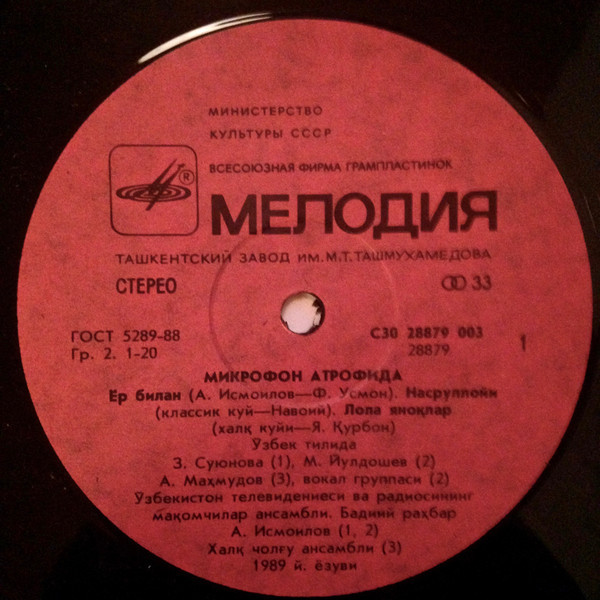 МИНИСТЕРСТВО
КУЛЬТУРЫ СССР
ВСЕСОЮЗНАЯ ФИРМА ГРАМПЛАСТИНОК
®
МЕЛОДИЯ
ТАШКЕНТСКИЙ ЗАВОД ИМ. М.Т. ТАШМУХАМЕДОВА
СТЕРЕО 33
ГОСТ 5289-88 С30 28879 003
Гр. 2. 1-20 28879 1
МИКРОФОН АТРОФИДА
Ёр билан (А. Исмоилов—Ф. Усмон). Насруллойи
(классик куй—Навоий). Лола яноқлар
(халқ куйи—Я. Қурбон)
Ўзбек тилида
З. Суюнова (1), М. Йулдошев (2)
А. Маҳмудов (3), вокал группаси (2)
Ўзбекистон телевидениеси ва радиосининг
мақомчилар ансамбли. Бадиий раҳбар
А. Исмоилов (1, 2)
Халқ чолғу ансамбли (3)
1989 й. ёзуви